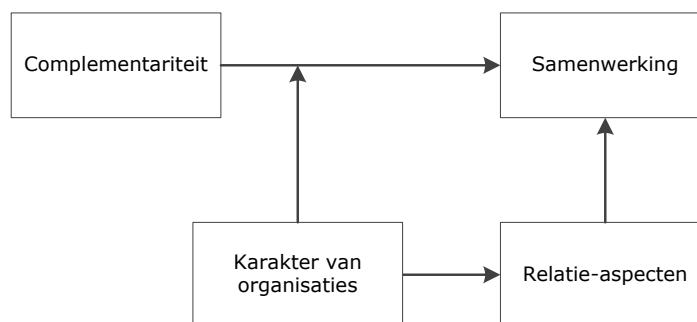 Complementariteit
Samenwerking
Karakter van
organisaties
Relatie-aspecten